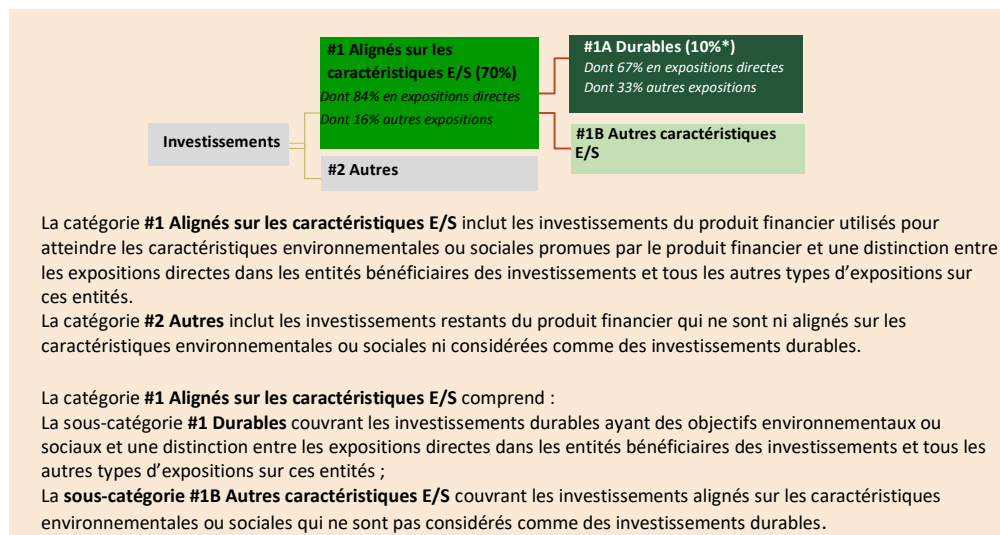 #1 Alignés sur les
caractéristiques E/S (70%)
Dont 84% en expositions directes
Dont 16% autres expositions
#1A Durables (10%*)
Dont 67% en expositions directes
Dont 33% autres expositions
Investissements
#1B Autres caractéristiques
E/S
#2 Autres
La catégorie #1 Alignés sur les caractéristiques E/S inclut les investissements du produit financier utilisés pour
atteindre les caractéristiques environnementales ou sociales promues par le produit financier et une distinction entre
les expositions directes dans les entités bénéficiaires des investissements et tous les autres types d’expositions sur
ces entités.
La catégorie #2 Autres inclut les investissements restants du produit financier qui ne sont ni alignés sur les
caractéristiques environnementales ou sociales ni considérées comme des investissements durables.
La catégorie #1 Alignés sur les caractéristiques E/S comprend :
La sous-catégorie #1 Durables couvrant les investissements durables ayant des objectifs environnementaux ou
sociaux et une distinction entre les expositions directes dans les entités bénéficiaires des investissements et tous les
autres types d’expositions sur ces entités ;
La sous-catégorie #1B Autres caractéristiques E/S couvrant les investissements alignés sur les caractéristiques
environnementales ou sociales qui ne sont pas considérés comme des investissements durables.